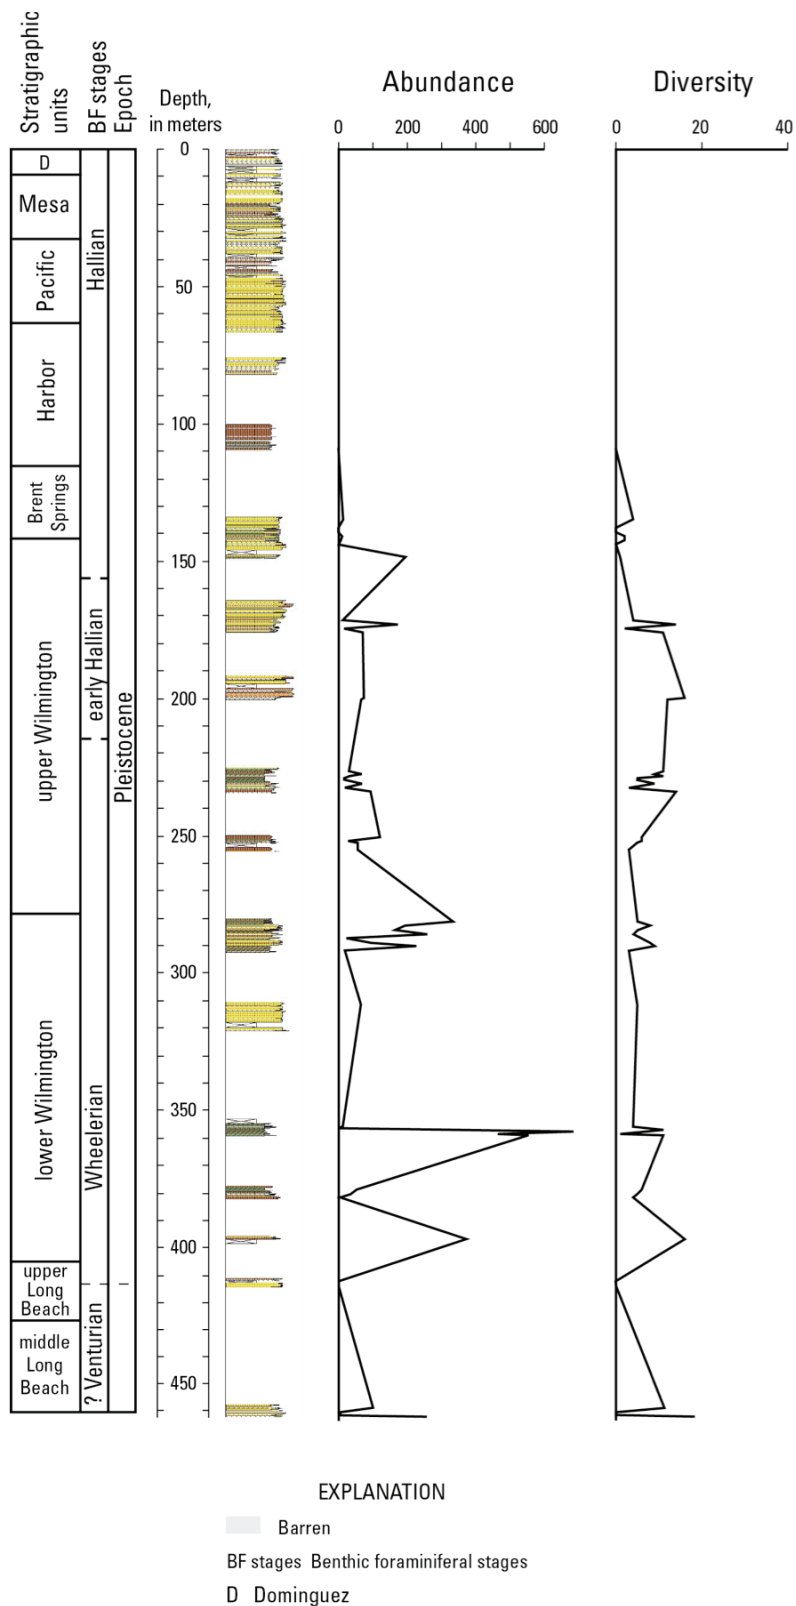 Stratigraphic
units
BF stages
Epoch
Depth,
in meters
Abundance
Diversity
0 200 400 600
0 20 40
0
50
100
150
200
250
300
350
400
450
D
Mesa
Pacific
Harbor
Brent
Springs
upper Wilmington
lower Wilmington
upper
Long
Beach
middle
Long
Beach
Hallian
early Hallian
Wheelerian
? Venturian
Pleistocene
EXPLANATION
Barren
BF stages Benthic foraminiferal stages
D Dominguez